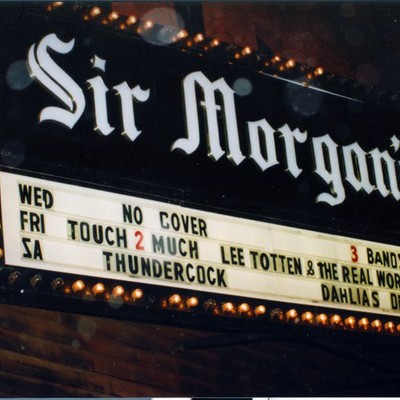 Sir Morgan's
WED NO COVER 3 BANDS
FRI TOUCH 2 MUCH LEE TOTTEN & THE REAL WOR
SA THUNDERCOCK DAHLIAS D